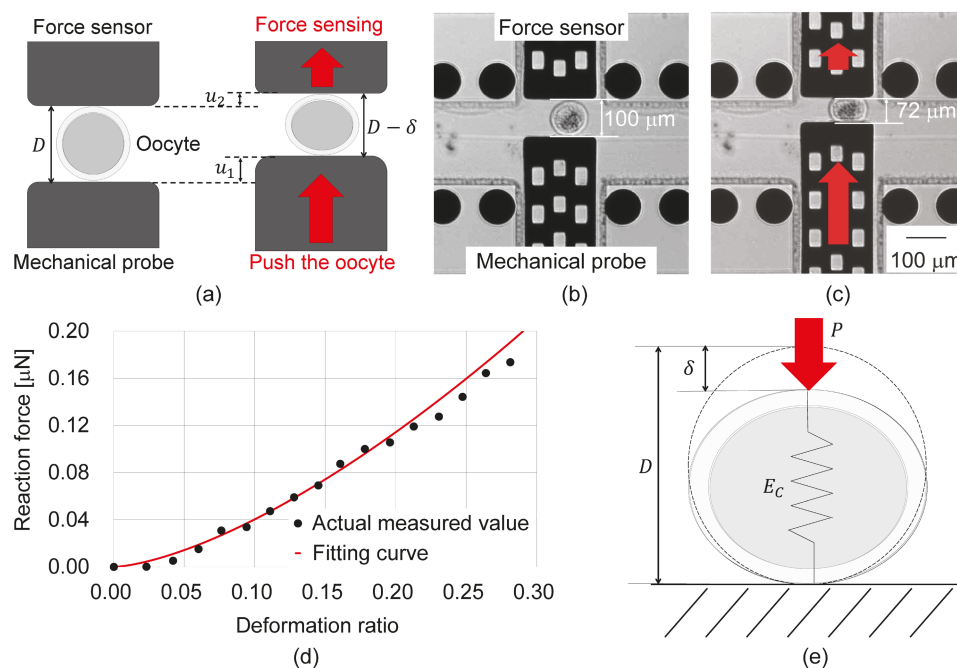 Force sensor
Force sensing
Force sensor
u₂
D
Oocyte
D − δ
100 μm
72 μm
u₁
Mechanical probe
Push the oocyte
Mechanical probe
100 μm
(a)
(b)
(c)
0.20
0.16
0.12
0.08
0.04
0.00
Reaction force [μN]
Actual measured value
Fitting curve
0.00 0.05 0.10 0.15 0.20 0.25 0.30
Deformation ratio
(d)
P
δ
D
E_C
(e)